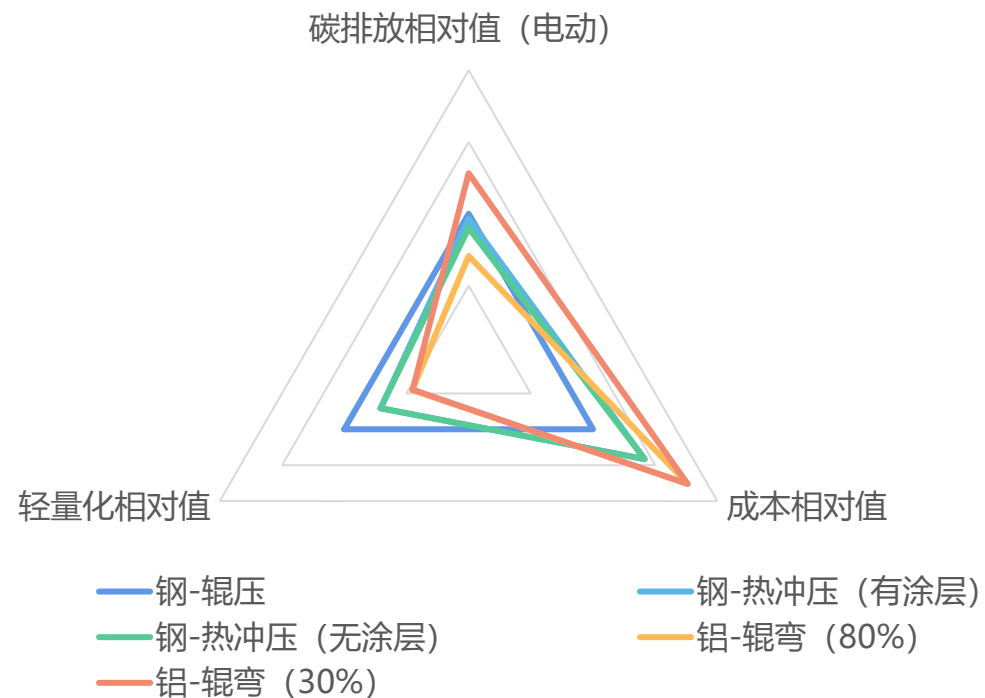 碳排放相对值（电动）
轻量化相对值
成本相对值
钢-辊压
钢-热冲压（有涂层）
钢-热冲压（无涂层）
铝-辊弯（80%）
铝-辊弯（30%）